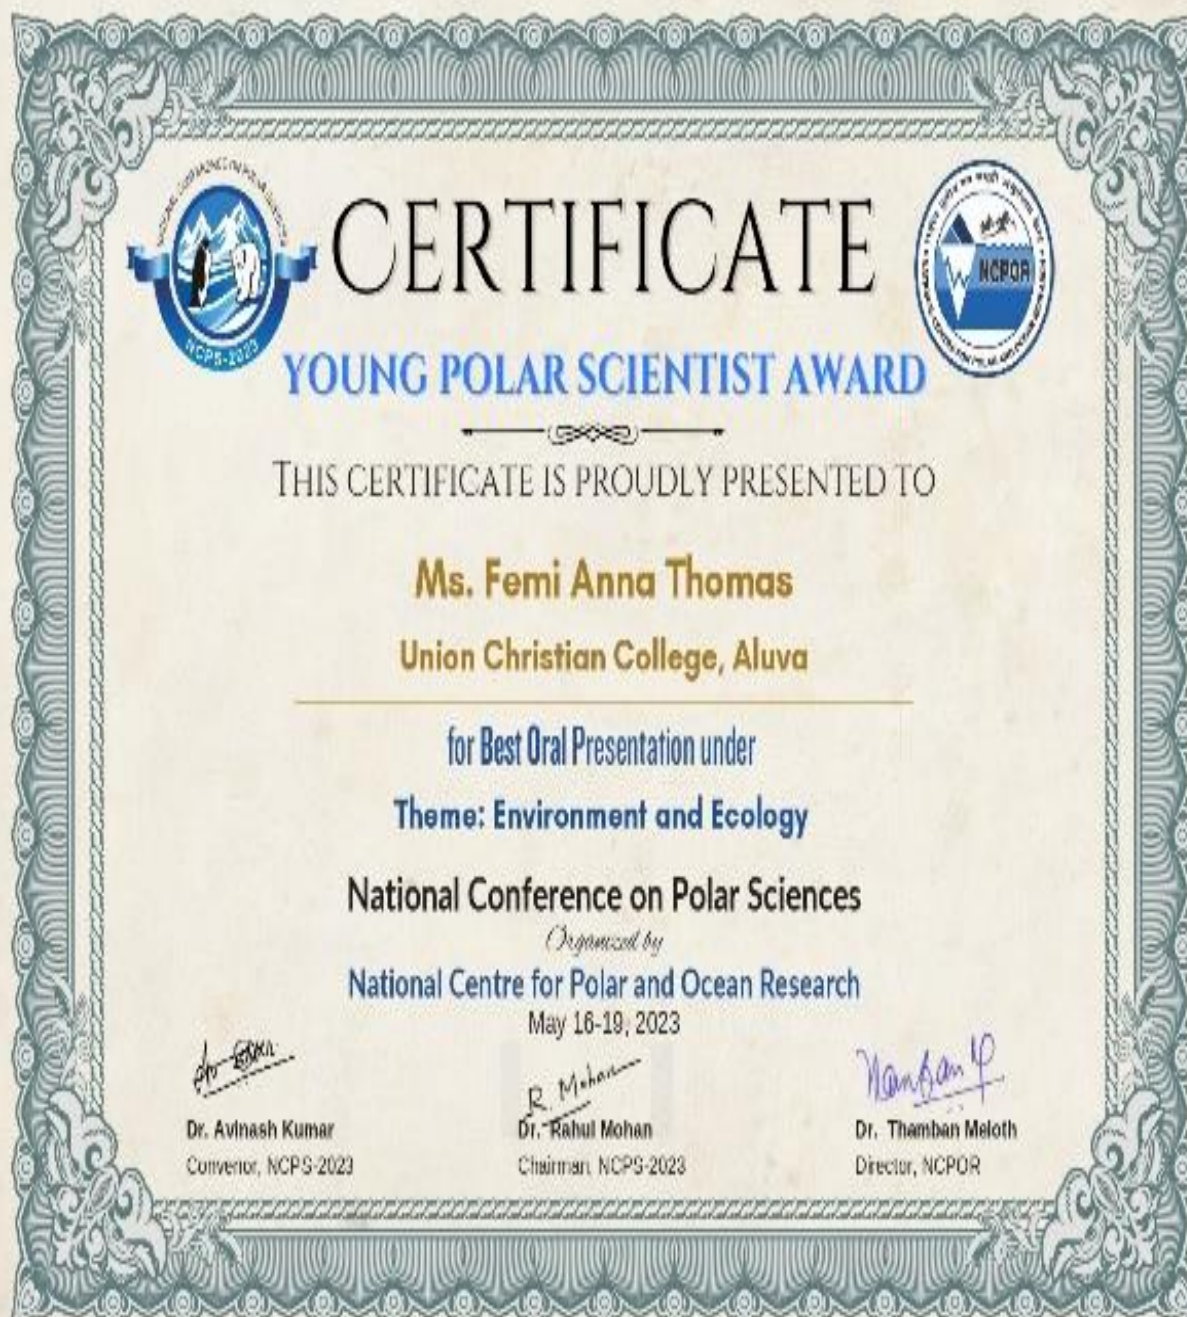 CERTIFICATE
NCPS-2023
NCPOR
YOUNG POLAR SCIENTIST AWARD
THIS CERTIFICATE IS PROUDLY PRESENTED TO
Ms. Femi Anna Thomas
Union Christian College, Aluva
for Best Oral Presentation under
Theme: Environment and Ecology
National Conference on Polar Sciences
Organized by
National Centre for Polar and Ocean Research
May 16-19, 2023
R. Mohan
Dr. Avinash Kumar
Dr. Rahul Mohan
Dr. Thamban Meloth
Convenor, NCPS-2023
Chairman, NCPS-2023
Director, NCPOR